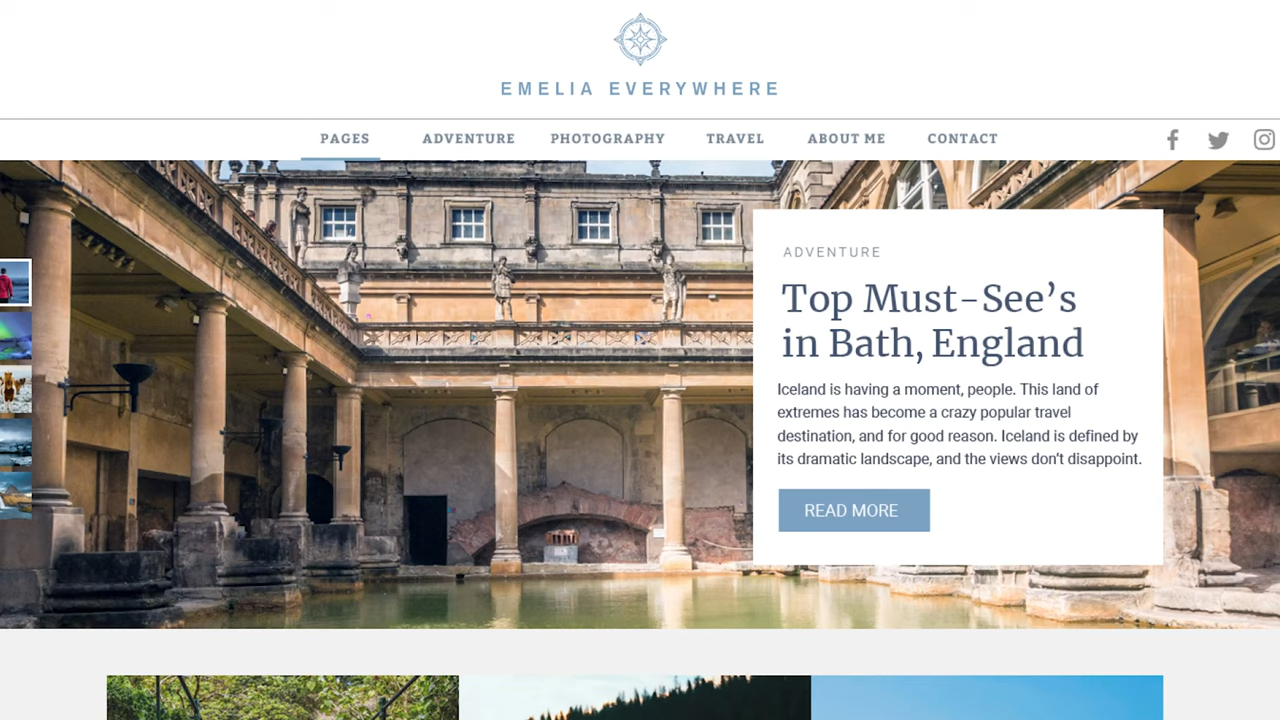 EMELIA EVERYWHERE
PAGES ADVENTURE PHOTOGRAPHY TRAVEL ABOUT ME CONTACT
ADVENTURE
Top Must-See’s
in Bath, England
Iceland is having a moment, people. This land of
extremes has become a crazy popular travel
destination, and for good reason. Iceland is defined by
its dramatic landscape, and the views don’t disappoint.
READ MORE